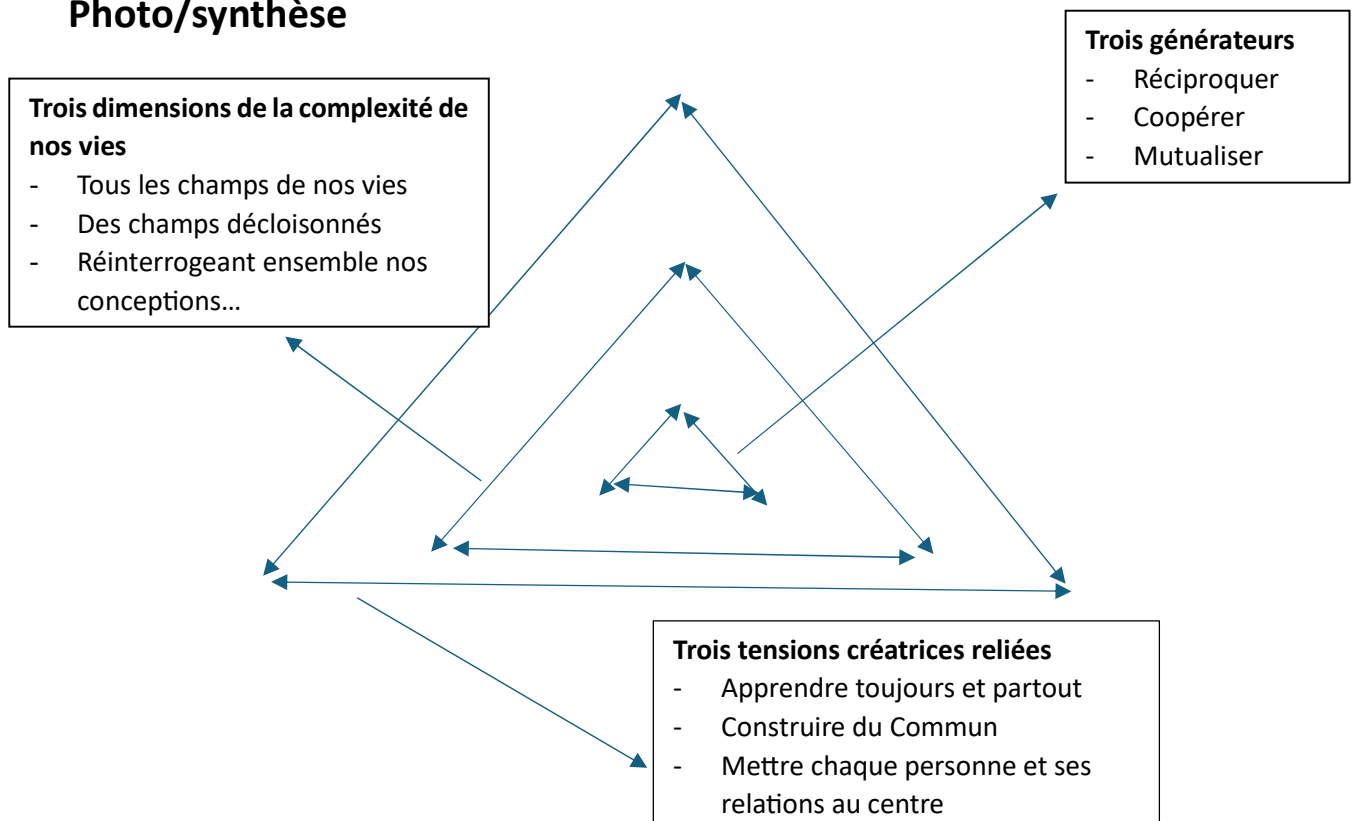 Photo/synthèse
Trois dimensions de la complexité de
nos vies
- Tous les champs de nos vies
- Des champs décloisonnés
- Réinterrogeant ensemble nos
conceptions…
Trois générateurs
- Réciproquer
- Coopérer
- Mutualiser
Trois tensions créatrices reliées
- Apprendre toujours et partout
- Construire du Commun
- Mettre chaque personne et ses
relations au centre